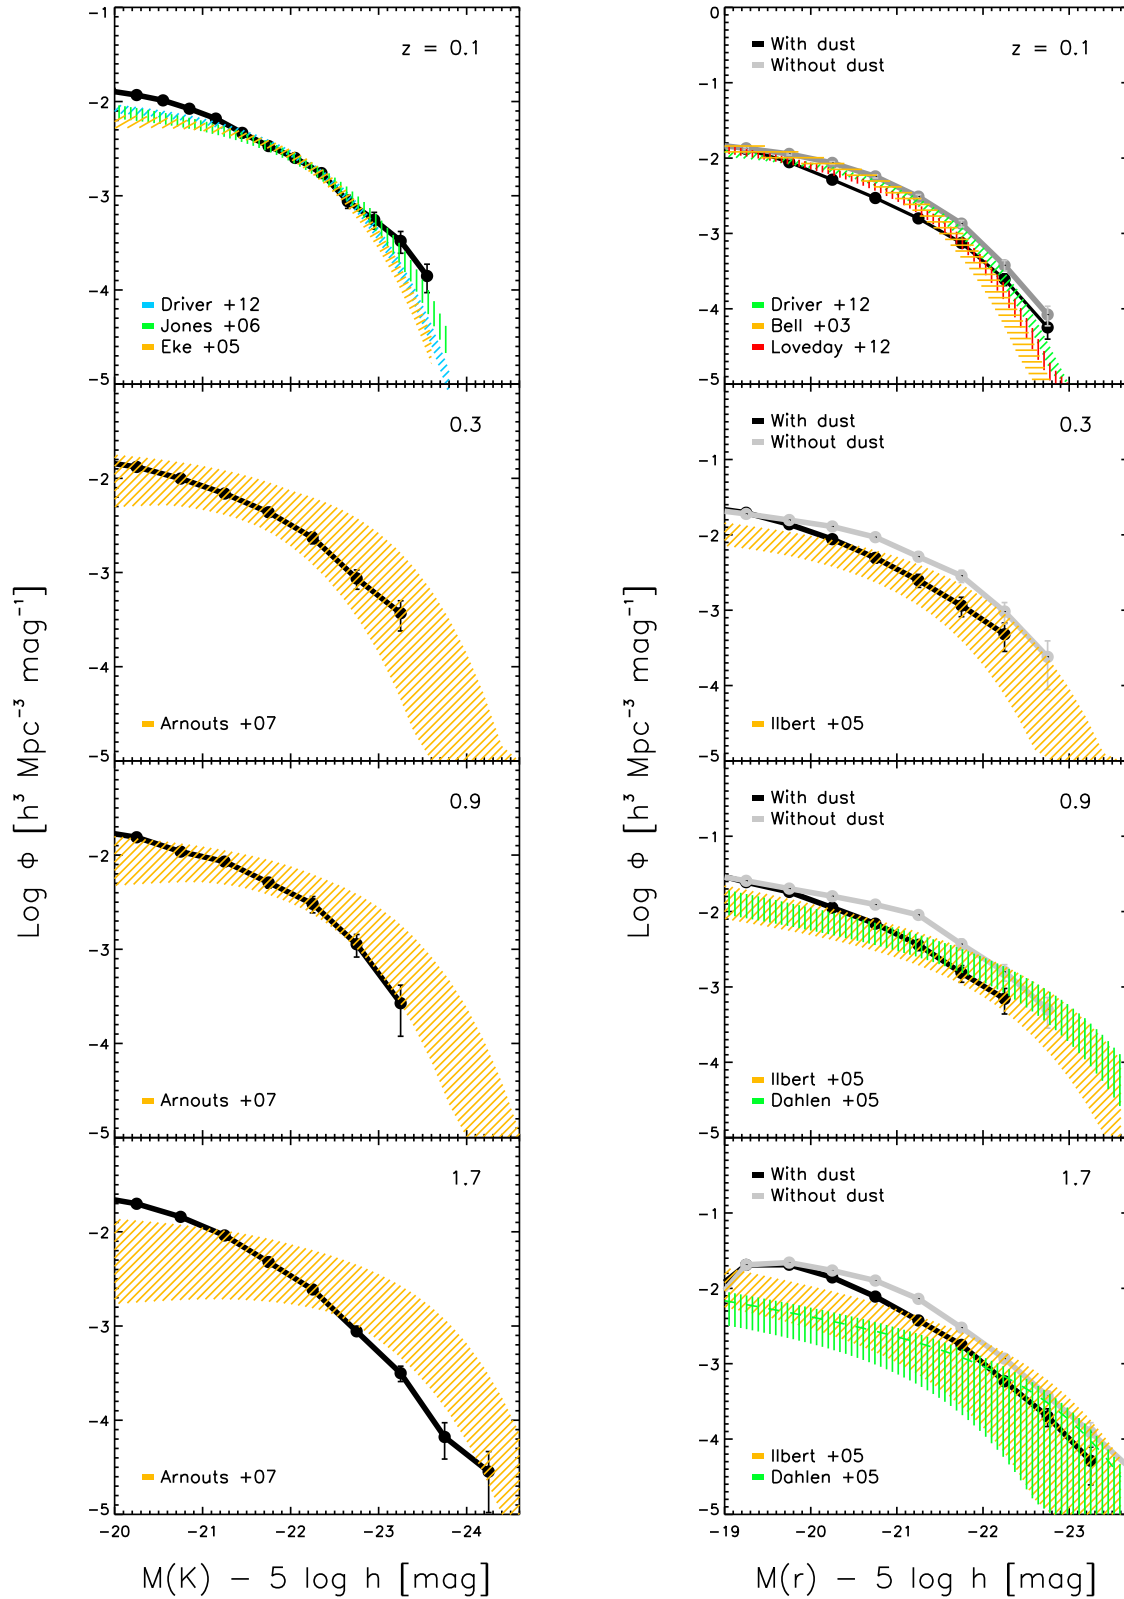 z = 0.1
-1
-2
-3
-4
-5
Driver +12
Jones +06
Eke +05
0.3
-2
-3
-4
-5
Arnouts +07
0.9
-2
-3
-4
-5
Arnouts +07
1.7
-2
-3
-4
-5
Arnouts +07
-20
-21
-22
-23
-24
M(K) - 5 log h [mag]
Log Φ [h³ Mpc⁻³ mag⁻¹]
With dust
Without dust
z = 0.1
0
-1
-2
-3
-4
-5
Driver +12
Bell +03
Loveday +12
With dust
Without dust
0.3
-1
-2
-3
-4
-5
Ilbert +05
With dust
Without dust
0.9
-1
-2
-3
-4
-5
Ilbert +05
Dahlen +05
With dust
Without dust
1.7
-1
-2
-3
-4
-5
Ilbert +05
Dahlen +05
-19
-20
-21
-22
-23
M(r) - 5 log h [mag]
Log Φ [h³ Mpc⁻³ mag⁻¹]